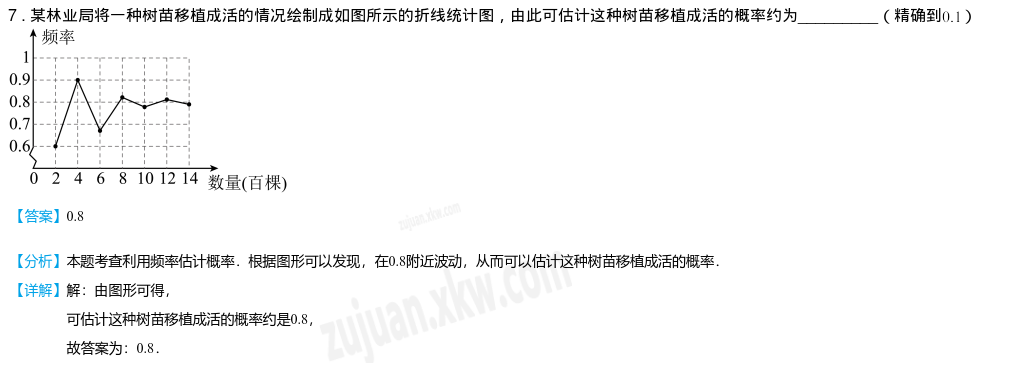 7．某林业局将一种树苗移植成活的情况绘制成如图所示的折线统计图，由此可估计这种树苗移植成活的概率约为__________（精确到0.1）
频率
1
0.9
0.8
0.7
0.6
0 2 4 6 8 10 12 14 数量(百棵)
【答案】0.8
zujuan.xkw.com
【分析】本题考查利用频率估计概率．根据图形可以发现，在0.8附近波动，从而可以估计这种树苗移植成活的概率．
【详解】解：由图形可得，
可估计这种树苗移植成活的概率约是0.8，
故答案为：0.8．
zujuan.xkw.com